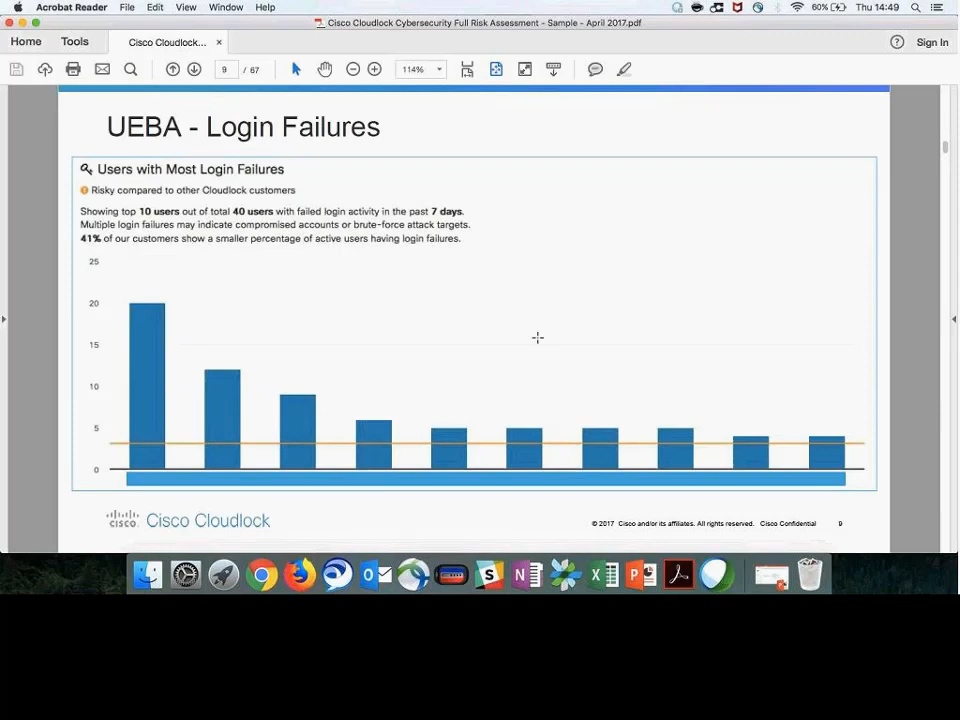 Acrobat Reader File Edit View Window Help 60% Thu 14:49
Cisco Cloudlock Cybersecurity Full Risk Assessment - Sample - April 2017.pdf
Home Tools Cisco Cloudlock... × ? Sign In
9 / 67 114%
UEBA - Login Failures
Users with Most Login Failures
Risky compared to other Cloudlock customers
Showing top 10 users out of total 40 users with failed login activity in the past 7 days.
Multiple login failures may indicate compromised accounts or brute-force attack targets.
41% of our customers show a smaller percentage of active users having login failures.
25
20
15
10
5
0
CISCO. Cisco Cloudlock © 2017 Cisco and/or its affiliates. All rights reserved. Cisco Confidential 9